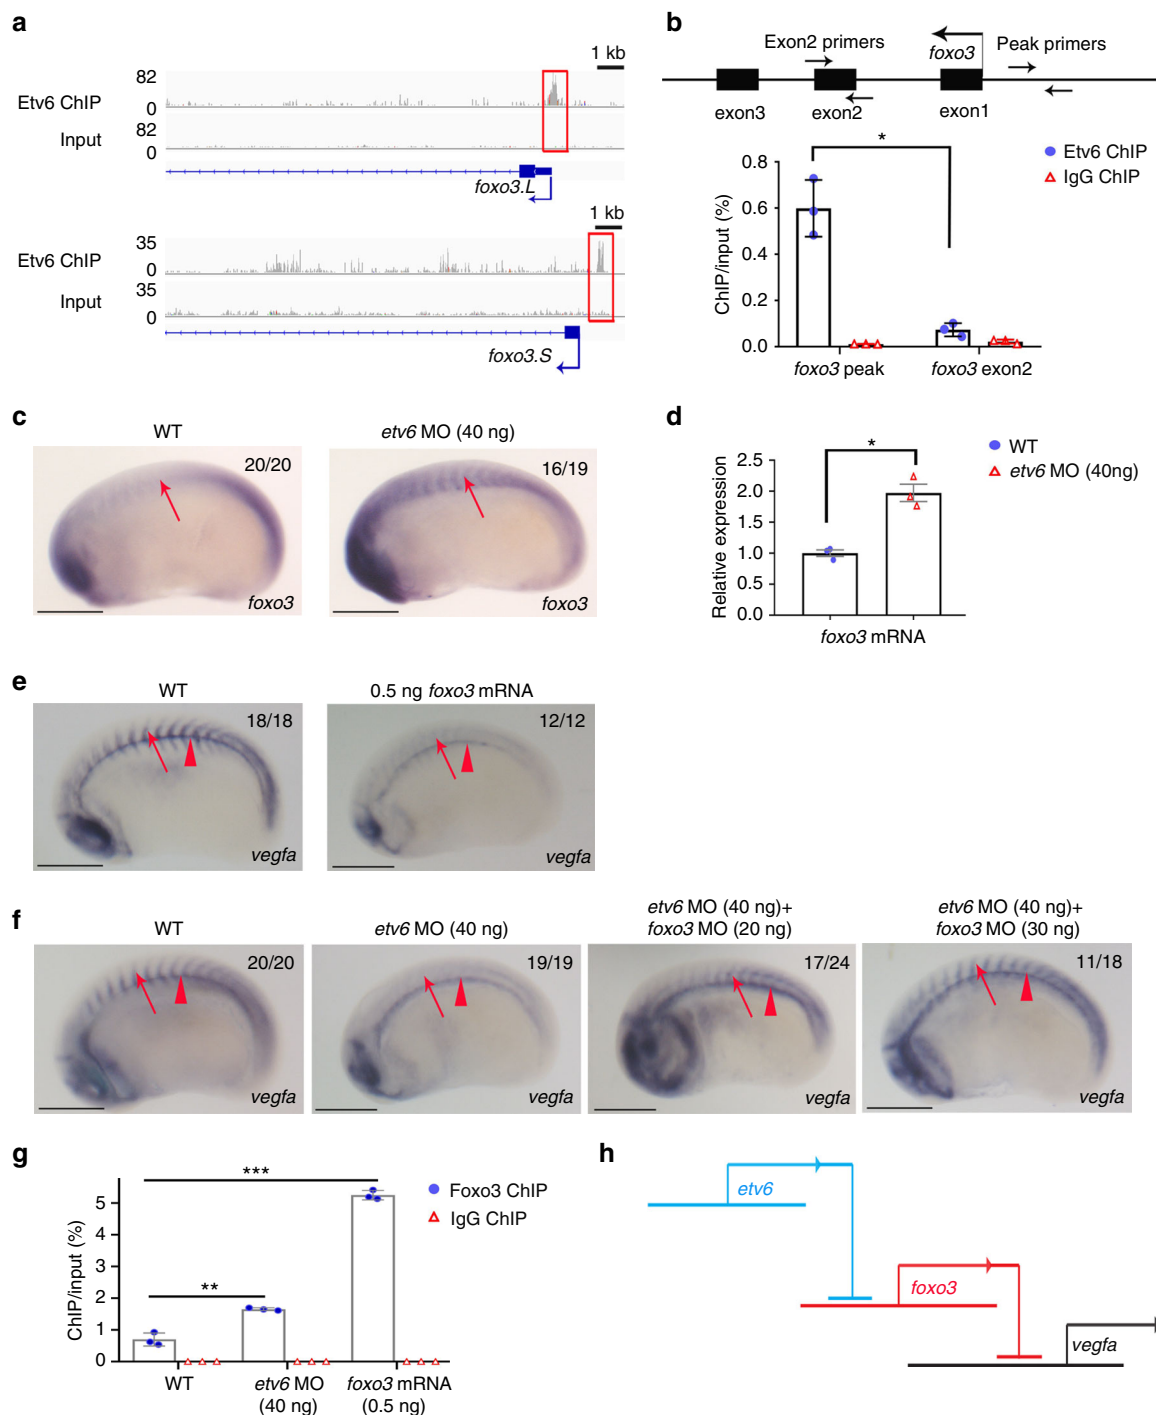 a
1 kb
82
Etv6 ChIP
0
82
Input
0
foxo3.L
1 kb
35
Etv6 ChIP
0
35
Input
0
foxo3.S
b
Exon2 primers
foxo3
Peak primers
exon3
exon2
exon1
*
Etv6 ChIP
IgG ChIP
ChIP/input (%)
0.8
0.6
0.4
0.2
0.0
foxo3 peak
foxo3 exon2
c
WT
etv6 MO (40 ng)
20/20
16/19
foxo3
foxo3
d
*
WT
etv6 MO (40ng)
Relative expression
2.5
2.0
1.5
1.0
0.5
0.0
foxo3 mRNA
e
WT
0.5 ng foxo3 mRNA
18/18
12/12
vegfa
vegfa
f
WT
etv6 MO (40 ng)
etv6 MO (40 ng)+
foxo3 MO (20 ng)
etv6 MO (40 ng)+
foxo3 MO (30 ng)
20/20
19/19
17/24
11/18
vegfa
vegfa
vegfa
vegfa
g
***
**
Foxo3 ChIP
IgG ChIP
ChIP/input (%)
5
4
3
2
1
0
WT
etv6 MO
(40 ng)
foxo3 mRNA
(0.5 ng)
h
etv6
foxo3
vegfa